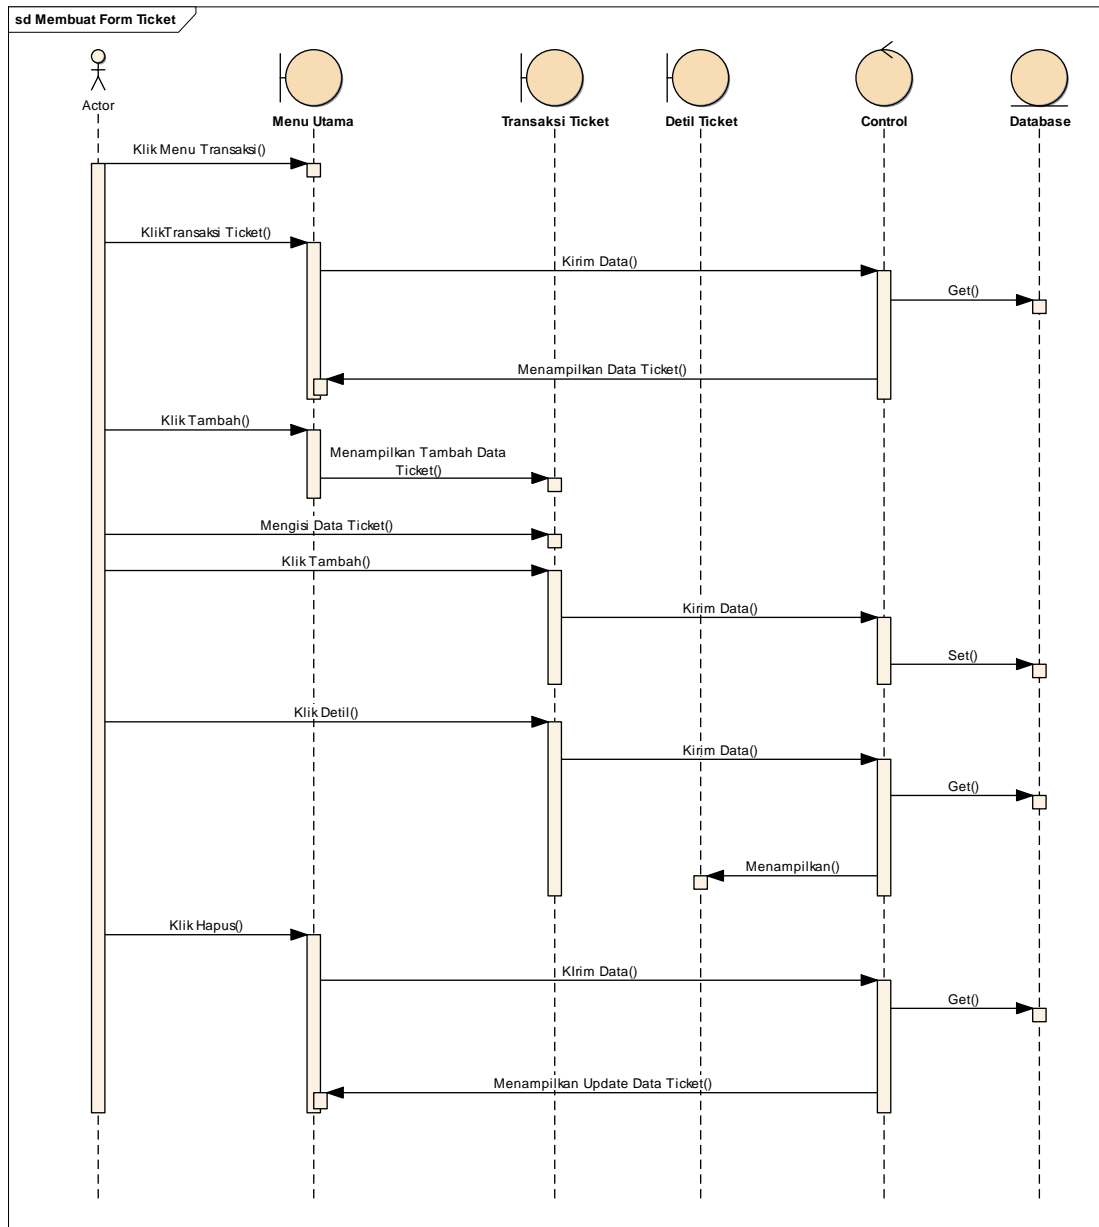 sd Membuat Form Ticket
Actor
Menu Utama
Transaksi Ticket
Detil Ticket
Control
Database
Klik Menu Transaksi()
KlikTransaksi Ticket()
Kirim Data()
Get()
Menampilkan Data Ticket()
Klik Tambah()
Menampilkan Tambah Data
Ticket()
Mengisi Data Ticket()
Klik Tambah()
Kirim Data()
Set()
Klik Detil()
Kirim Data()
Get()
Menampilkan()
Klik Hapus()
KIrim Data()
Get()
Menampilkan Update Data Ticket()